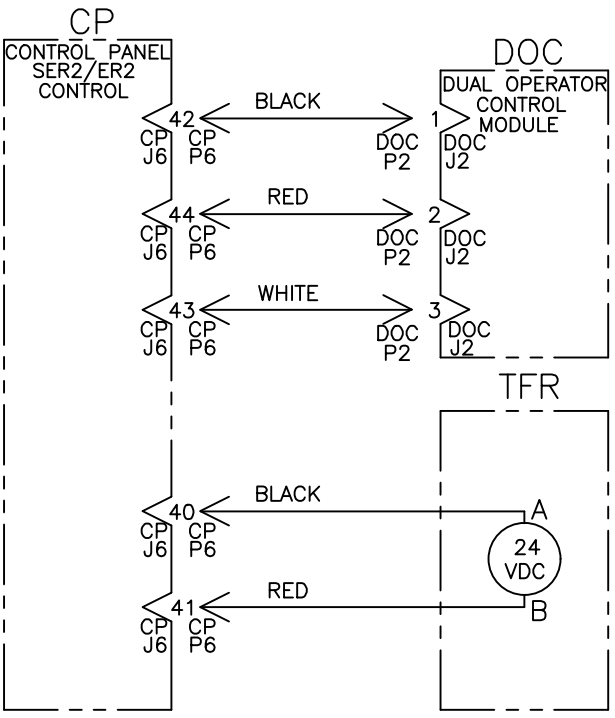 CP
CONTROL PANEL
SER2/ER2
CONTROL
DOC
DUAL OPERATOR
CONTROL
MODULE
42 BLACK 1
CP J6 CP P6 DOC P2 DOC J2
44 RED 2
CP J6 CP P6 DOC P2 DOC J2
43 WHITE 3
CP J6 CP P6 DOC P2 DOC J2
TFR
40 BLACK A
CP J6 CP P6
24
VDC
41 RED B
CP J6 CP P6